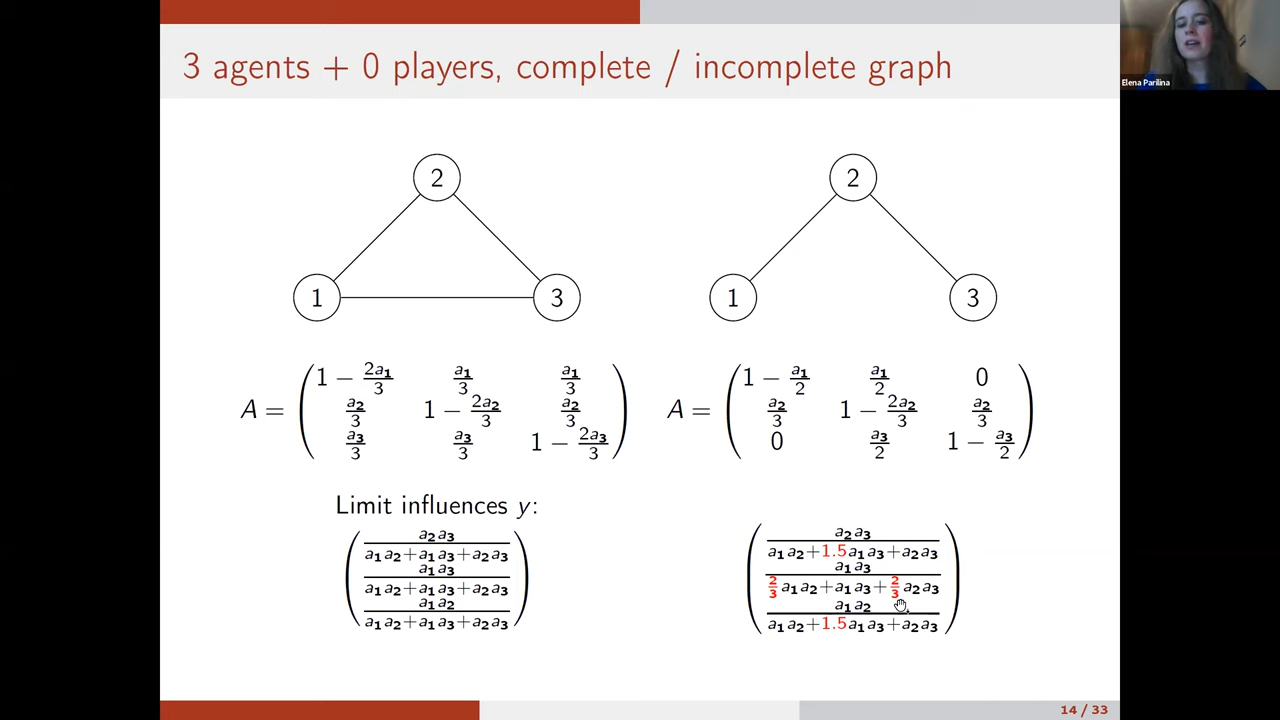 3 agents + 0 players, complete / incomplete graph
Elena Parilina
2
1
3
2
1
3
A = ( 1 − 2a₁/3 a₁/3 a₁/3
a₂/3 1 − 2a₂/3 a₂/3
a₃/3 a₃/3 1 − 2a₃/3 )
A = ( 1 − a₁/2 a₁/2 0
a₂/3 1 − 2a₂/3 a₂/3
0 a₃/2 1 − a₃/2 )
Limit influences y:
( a₂a₃ / a₁a₂+a₁a₃+a₂a₃
a₁a₃ / a₁a₂+a₁a₃+a₂a₃
a₁a₂ / a₁a₂+a₁a₃+a₂a₃ )
( a₂a₃ / a₁a₂+1.5a₁a₃+a₂a₃
a₁a₃ / 2/3 a₁a₂+a₁a₃+2/3 a₂a₃
a₁a₂ / a₁a₂+1.5a₁a₃+a₂a₃ )
14 / 33